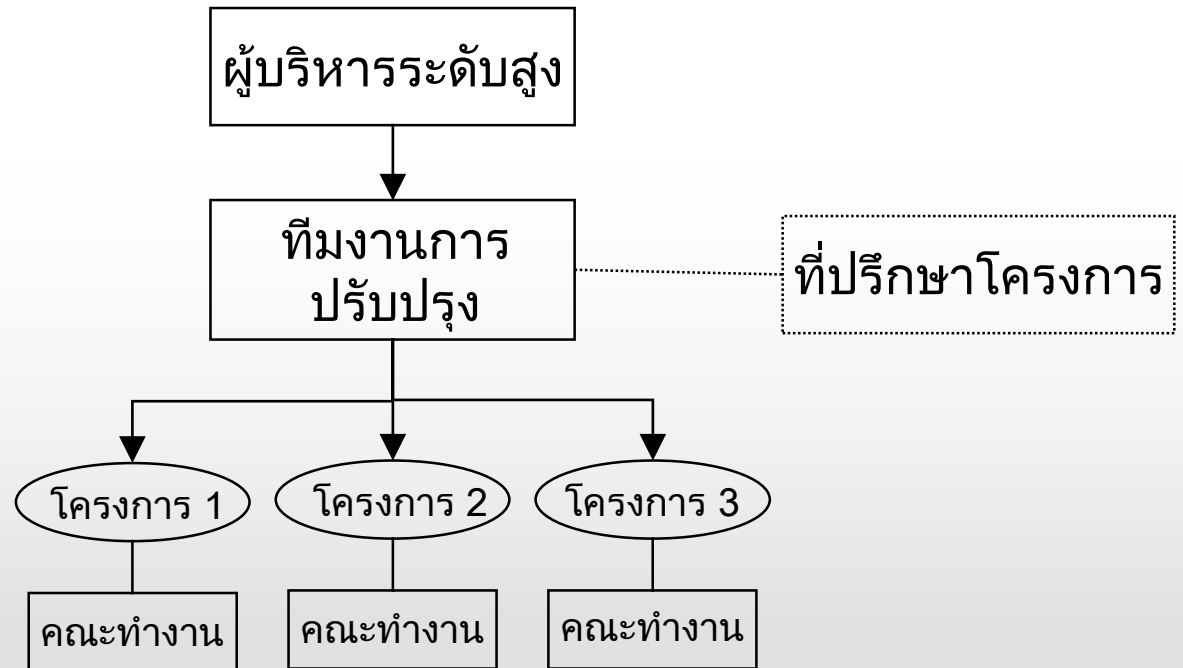 ผู้บริหารระดับสูง
ทีมงานการ
ปรับปรุง
ที่ปรึกษาโครงการ
โครงการ 1
โครงการ 2
โครงการ 3
คณะทำงาน
คณะทำงาน
คณะทำงาน